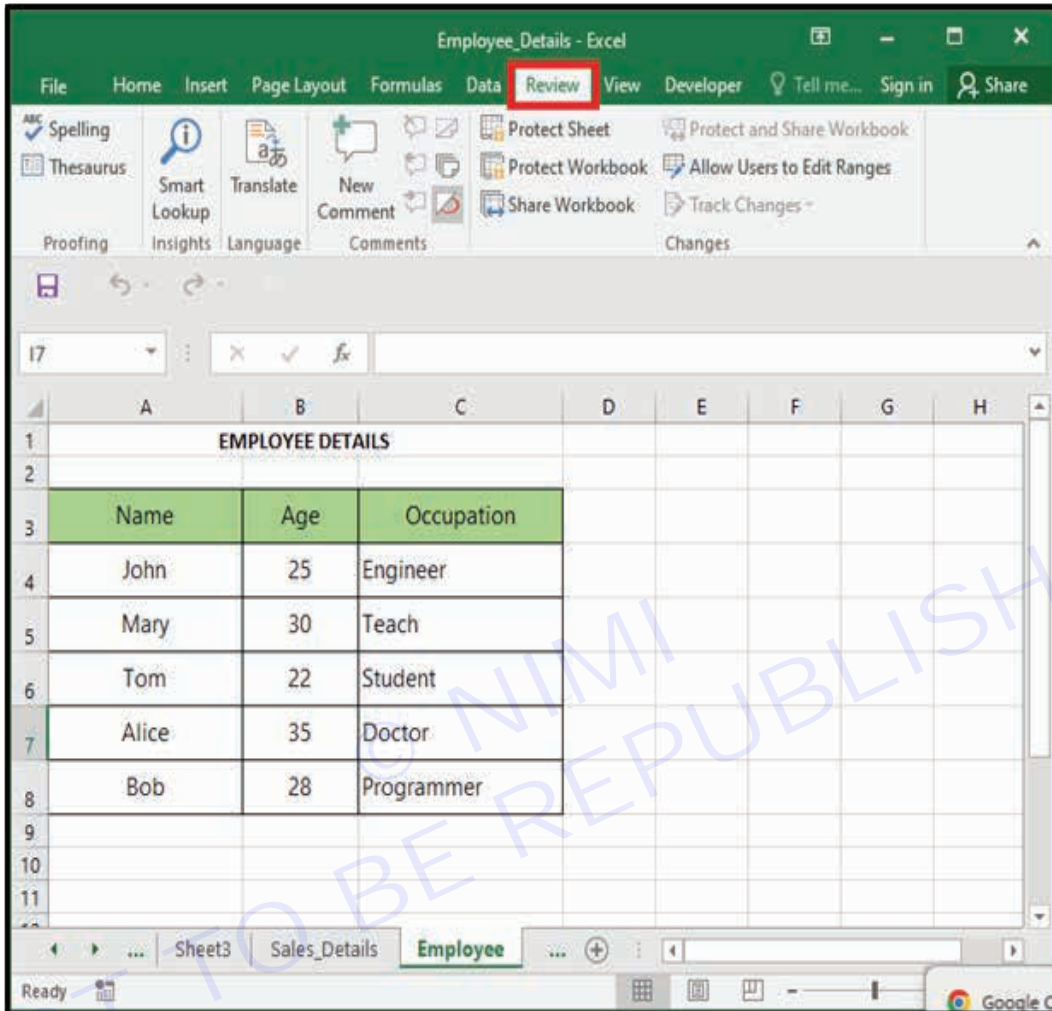 Employee_Details - Excel
File Home Insert Page Layout Formulas Data Review View Developer Tell me... Sign in Share
ABC Spelling
Thesaurus
Smart Lookup
Translate
New Comment
Protect Sheet
Protect Workbook
Share Workbook
Protect and Share Workbook
Allow Users to Edit Ranges
Track Changes
Proofing Insights Language Comments Changes
I7 fx
A B C D E F G H
1 EMPLOYEE DETAILS
2
3 Name Age Occupation
4 John 25 Engineer
5 Mary 30 Teach
6 Tom 22 Student
7 Alice 35 Doctor
8 Bob 28 Programmer
9
10
11
... Sheet3 Sales_Details Employee ...
Ready
Google C
© NIMI
TO BE REPUBLISH